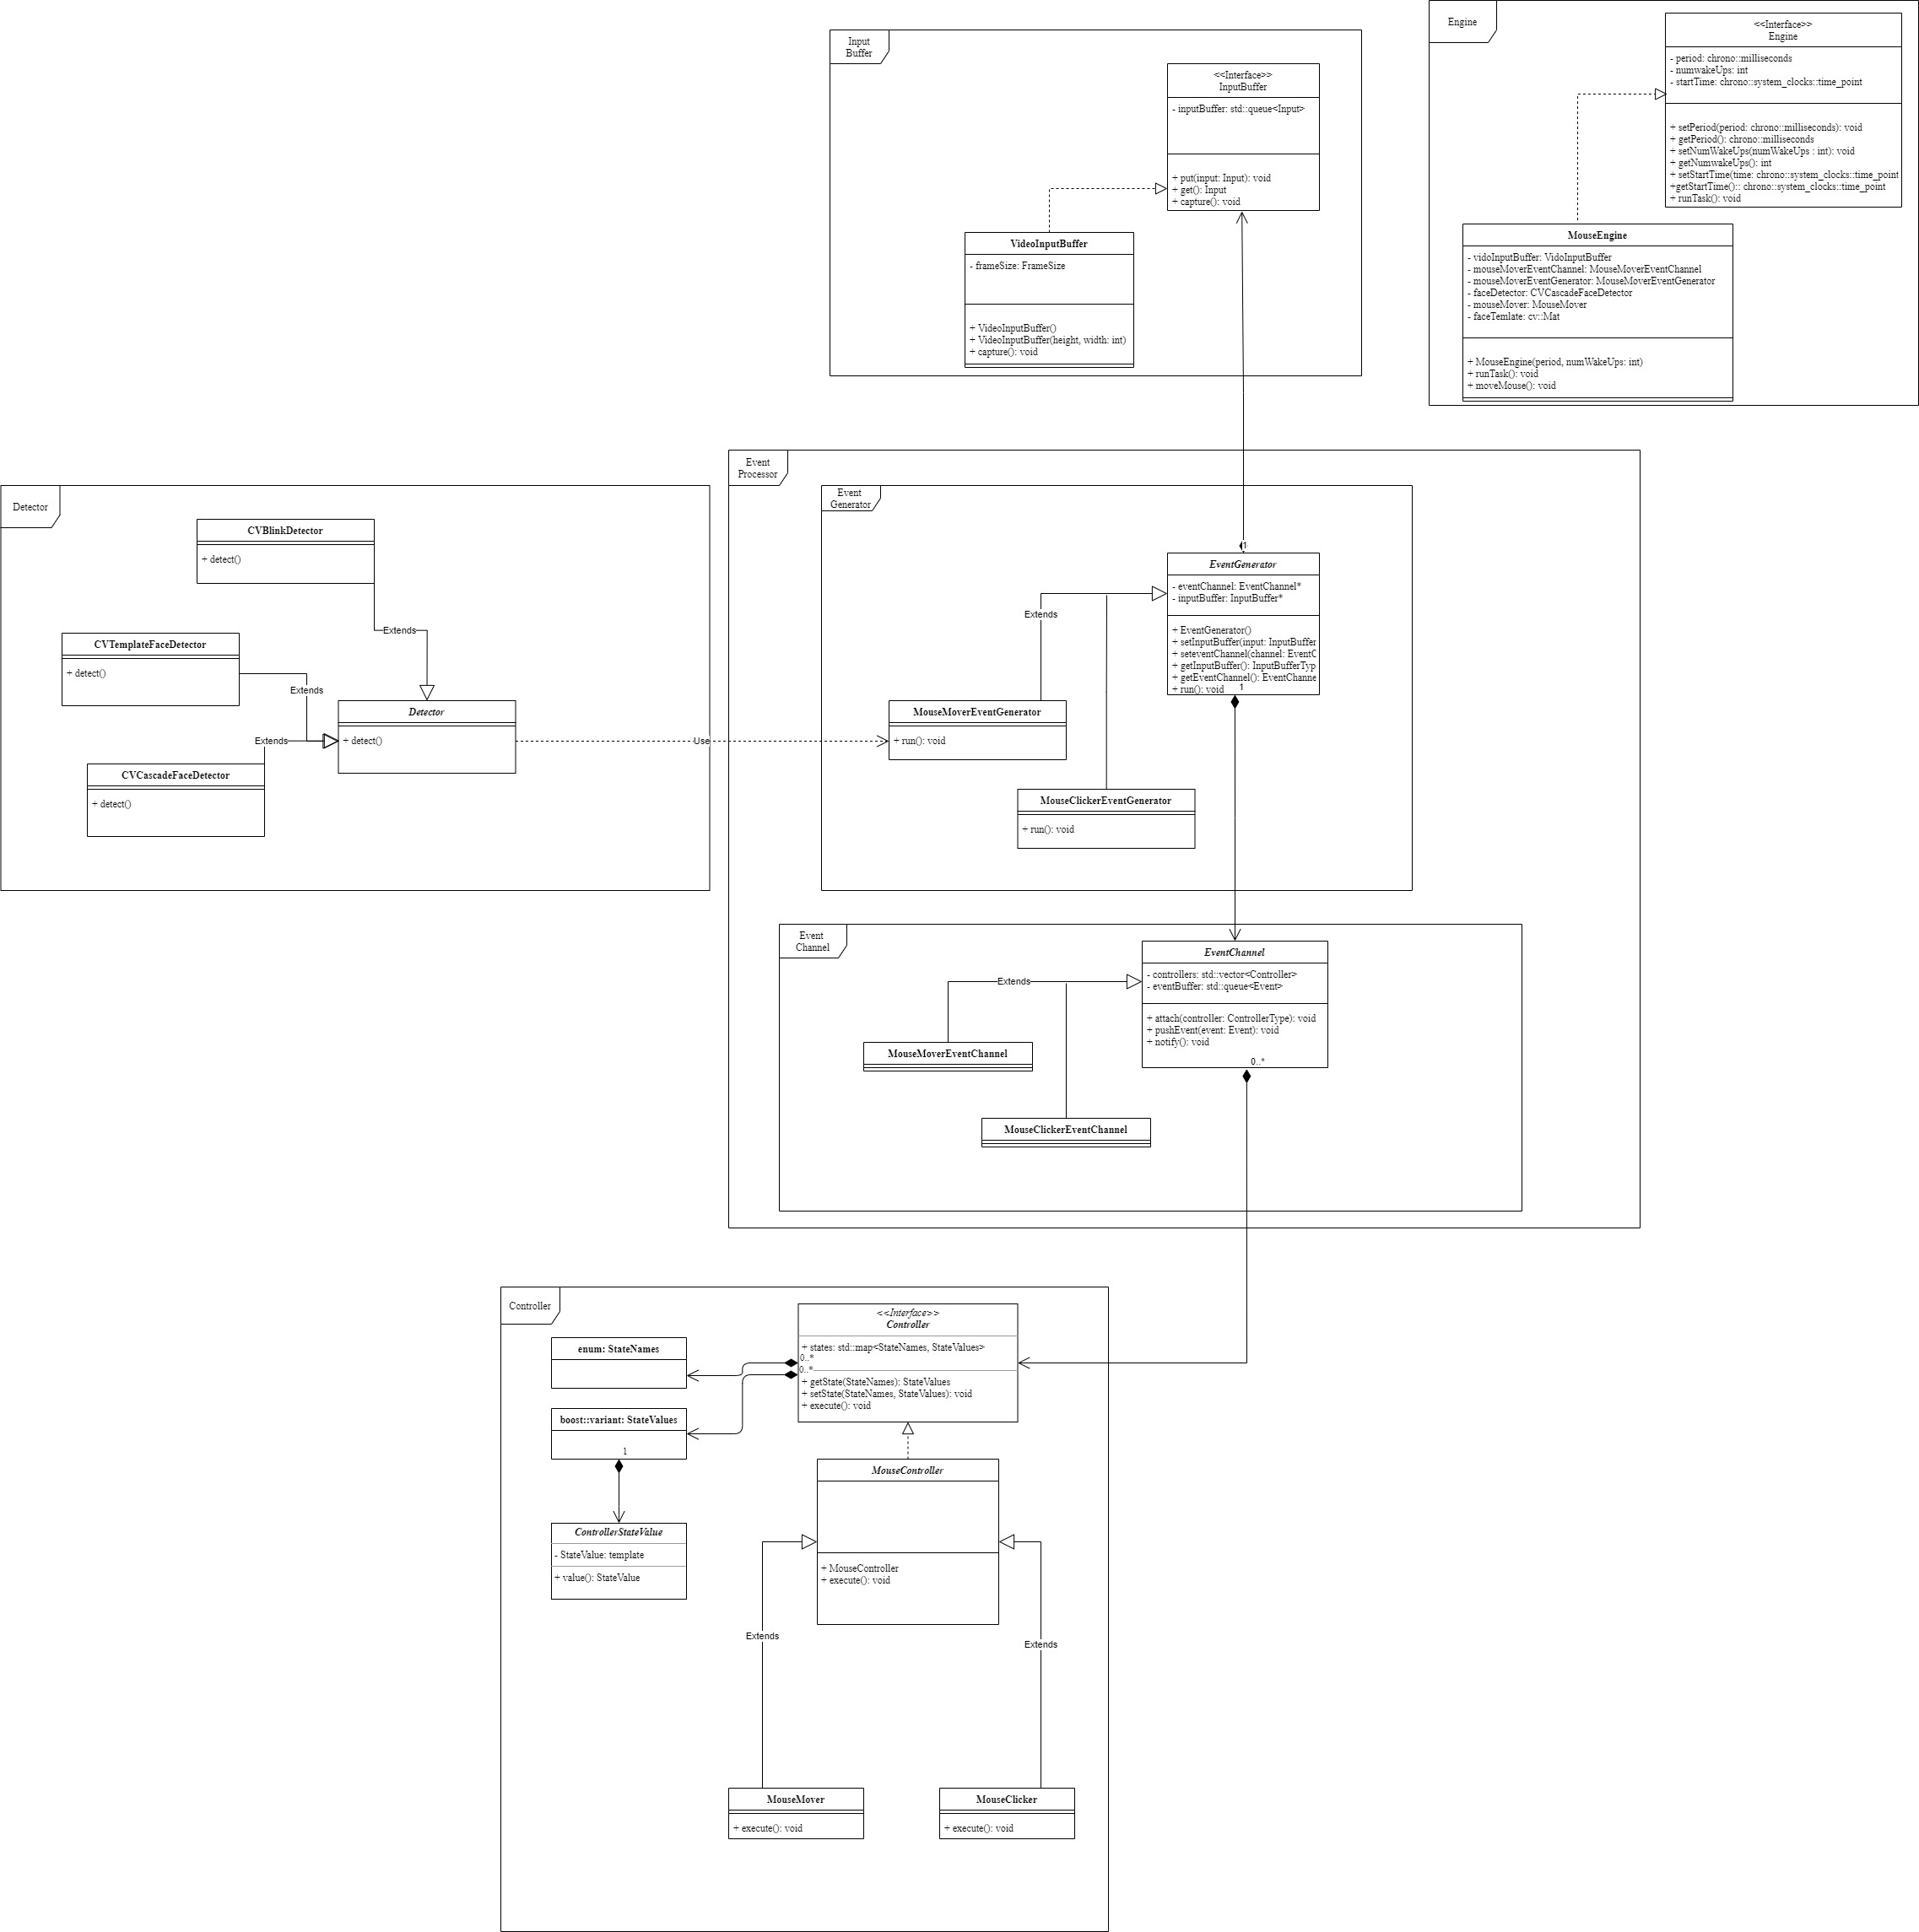 Engine
<<Interface>>
Engine
- period: chrono::milliseconds
- numwakeUps: int
- startTime: chrono::system_clocks::time_point
+ setPeriod(period: chrono::milliseconds): void
+ getPeriod(): chrono::milliseconds
+ setNumWakeUps(numWakeUps : int): void
+ getNumwakeUps(): int
+ setStartTime(time: chrono::system_clocks::time_point
+getStartTime():: chrono::system_clocks::time_point
+ runTask(): void
MouseEngine
- vidoInputBuffer: VidoInputBuffer
- mouseMoverEventChannel: MouseMoverEventChannel
- mouseMoverEventGenerator: MouseMoverEventGenerator
- faceDetector: CVCascadeFaceDetector
- mouseMover: MouseMover
- faceTemlate: cv::Mat
+ MouseEngine(period, numWakeUps: int)
+ runTask(): void
+ moveMouse(): void
Input
Buffer
<<Interface>>
InputBuffer
- inputBuffer: std::queue<Input>
+ put(input: Input): void
+ get(): Input
+ capture(): void
VideoInputBuffer
- frameSize: FrameSize
+ VideoInputBuffer()
+ VideoInputBuffer(height, width: int)
+ capture(): void
Event
Processor
Event
Generator
1
EventGenerator
- eventChannel: EventChannel*
- inputBuffer: InputBuffer*
+ EventGenerator()
+ setInputBuffer(input: InputBuffer
+ seteventChannel(channel: EventC
+ getInputBuffer(): InputBufferTyp
+ getEventChannel(): EventChanne
+ run(): void
1
Extends
MouseMoverEventGenerator
+ run(): void
MouseClickerEventGenerator
+ run(): void
Detector
CVBlinkDetector
+ detect()
Extends
CVTemplateFaceDetector
+ detect()
Extends
Detector
+ detect()
Use
Extends
CVCascadeFaceDetector
+ detect()
Event
Channel
EventChannel
- controllers: std::vector<Controller>
- eventBuffer: std::queue<Event>
+ attach(controller: ControllerType): void
+ pushEvent(event: Event): void
+ notify(): void
0..*
Extends
MouseMoverEventChannel
MouseClickerEventChannel
Controller
<<Interface>>
Controller
+ states: std::map<StateNames, StateValues>
0..*
0..*
+ getState(StateNames): StateValues
+ setState(StateNames, StateValues): void
+ execute(): void
enum: StateNames
boost::variant: StateValues
1
ControllerStateValue
- StateValue: template
+ value(): StateValue
MouseController
+ MouseController
+ execute(): void
Extends
Extends
MouseMover
+ execute(): void
MouseClicker
+ execute(): void